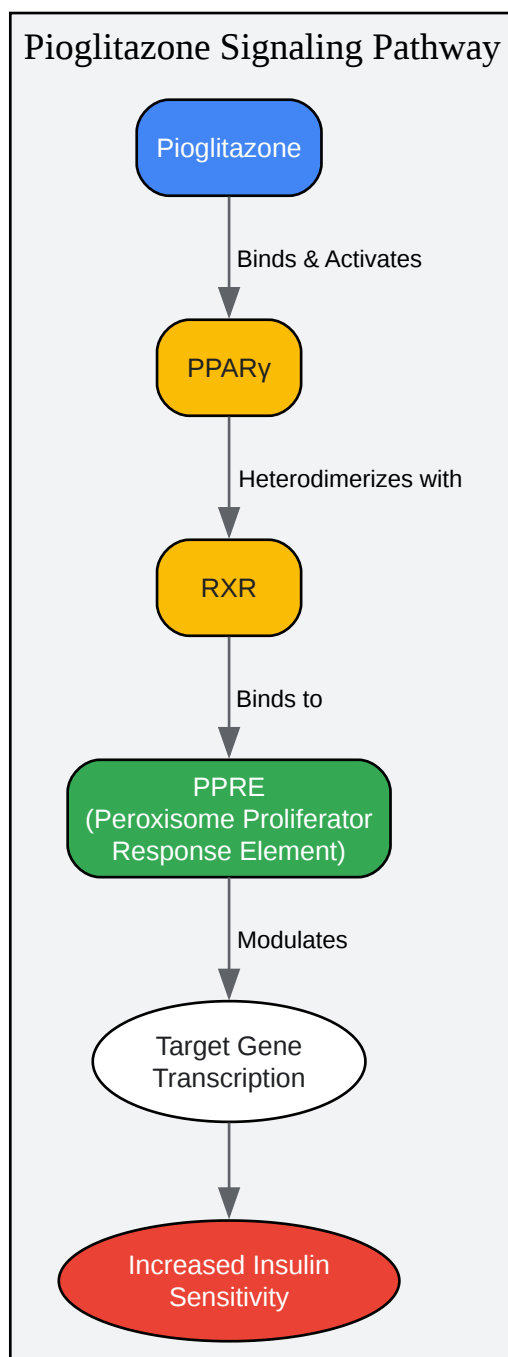 Pioglitazone Signaling Pathway
Pioglitazone
Binds & Activates
PPARγ
Heterodimerizes with
RXR
Binds to
PPRE
(Peroxisome Proliferator
Response Element)
Modulates
Target Gene
Transcription
Increased Insulin
Sensitivity